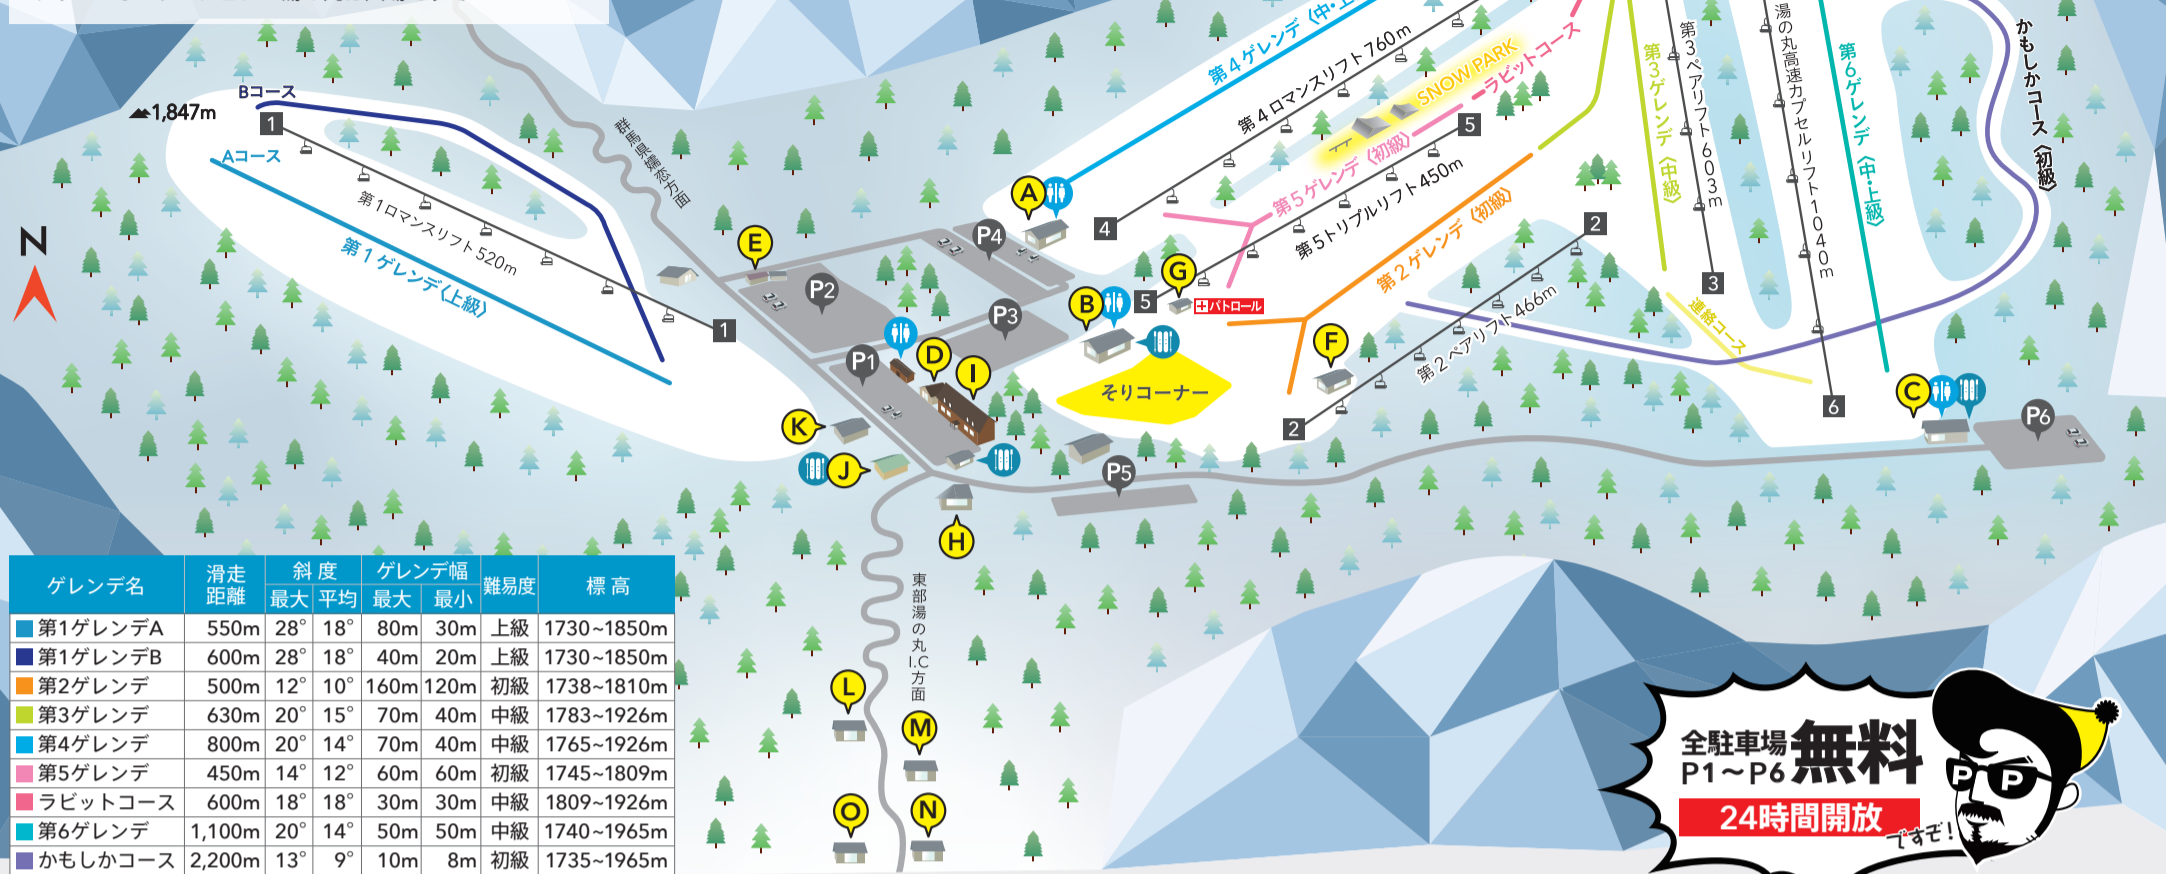 Bコース
1,847m
1
Aコース
第1ロマンスリフト520m
第1ゲレンデ〈上級〉
1
N
群馬県嬬恋方面
第4ゲレンデ〈中・上
第4ロマンスリフト760m
SNOW PARK
ラビットコース
第5ゲレンデ〈初級〉
5
第5トリプルリフト450m
第2ゲレンデ〈初級〉
第3ゲレンデ〈中級〉
第3ペアリフト603m
湯の丸高速カプセルリフト1040m
第6ゲレンデ〈中・上級〉
かもしかコース〈初級〉
A
4
P4
E
P2
G
5
パトロール
B
P3
2
3
連絡コース
第2ペアリフト466m
F
P1
D
I
そりコーナー
2
6
C
P6
K
J
P5
H
東部湯の丸I.C方面
L
M
O
N
ゲレンデ名 滑走距離 斜度 ゲレンデ幅 難易度 標高
最大 平均 最大 最小
第1ゲレンデA 550m 28° 18° 80m 30m 上級 1730~1850m
第1ゲレンデB 600m 28° 18° 40m 20m 上級 1730~1850m
第2ゲレンデ 500m 12° 10° 160m 120m 初級 1738~1810m
第3ゲレンデ 630m 20° 15° 70m 40m 中級 1783~1926m
第4ゲレンデ 800m 20° 14° 70m 40m 中級 1765~1926m
第5ゲレンデ 450m 14° 12° 60m 60m 初級 1745~1809m
ラビットコース 600m 18° 18° 30m 30m 中級 1809~1926m
第6ゲレンデ 1,100m 20° 14° 50m 50m 中級 1740~1965m
かもしかコース 2,200m 13° 9° 10m 8m 初級 1735~1965m
全駐車場
P1～P6
無料
24時間開放
ですぞ!
P P